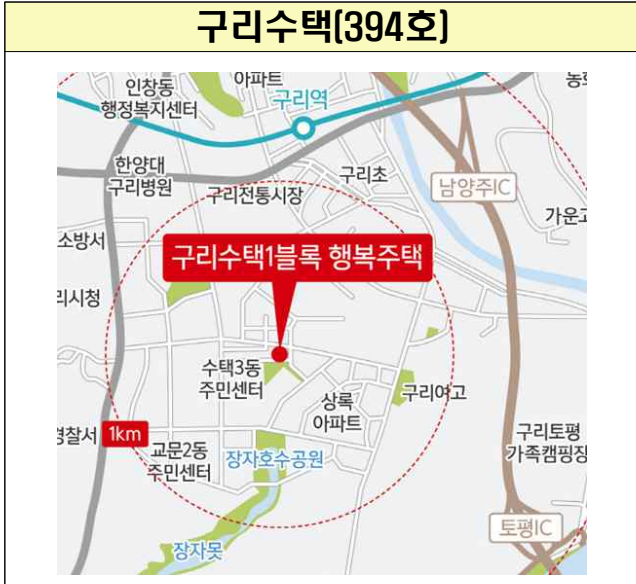 구리수택(394호)
아파트
인창동
행정복지센터
구리역
한양대
구리병원
구리초
구리전통시장
남양주IC
가운고
소방서
구리수택1블록 행복주택
리시청
수택3동
주민센터
상록
아파트
구리여고
1km
경찰서
교문2동
주민센터
장자호수공원
구리토평
가족캠핑장
토평IC
장자못